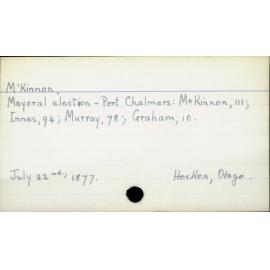 M'Kinnon,
Mayoral election - Port Chalmers: McKinnon, 111;
Innes, 94; Murray, 78; Graham, 10.
July 22nd, 1877. Hocken, Otago.